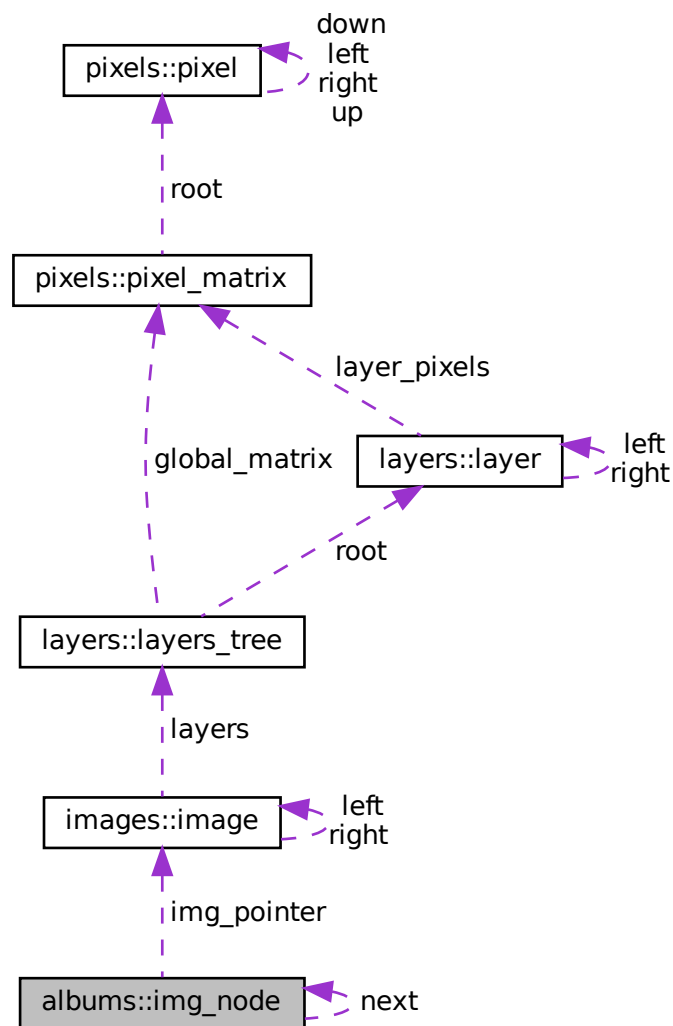 down
left
right
up
pixels::pixel
root
pixels::pixel_matrix
layer_pixels
global_matrix
layers::layer
left
right
root
layers::layers_tree
layers
images::image
left
right
img_pointer
albums::img_node
next